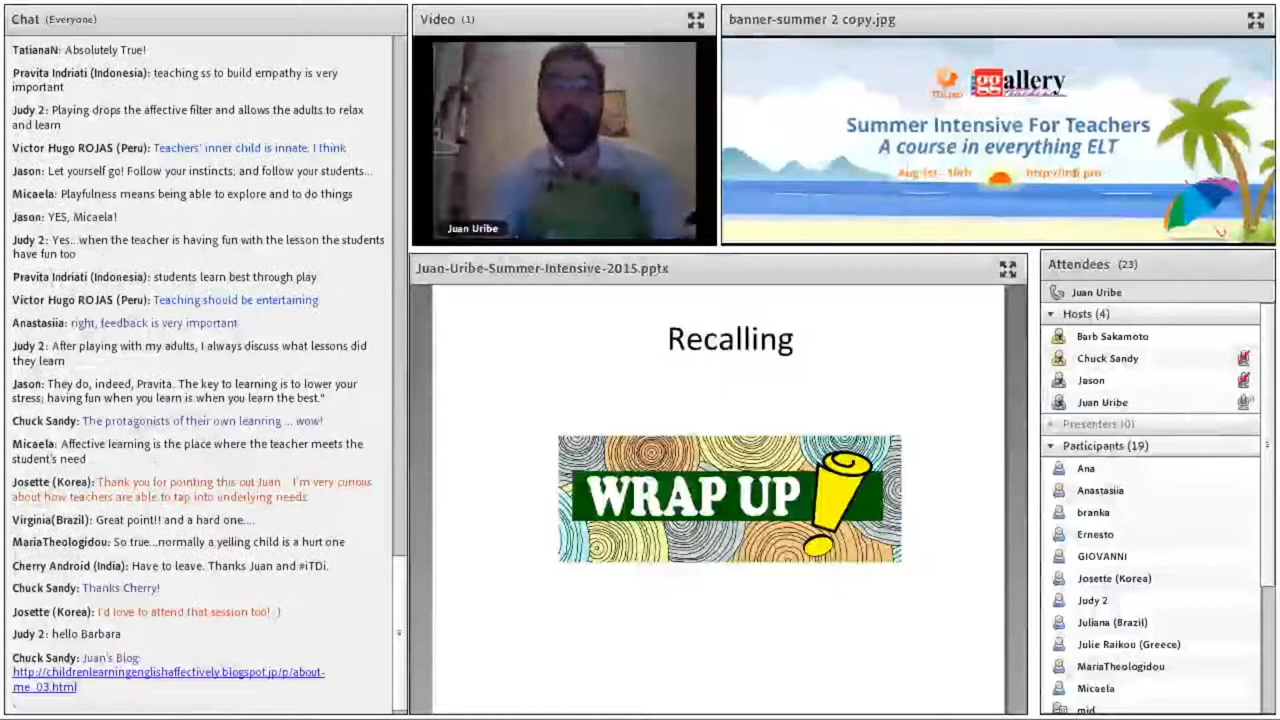 Chat (Everyone)
TatianaN: Absolutely True!
Pravita Indriati (Indonesia): teaching ss to build empathy is very
important
Judy 2: Playing drops the affective filter and allows the adults to relax
and learn
Victor Hugo ROJAS (Peru): Teachers' inner child is innate, I think
Jason: Let yourself go! Follow your instincts; and follow your students...
Micaela: Playfulness means being able to explore and to do things
Jason: YES, Micaela!
Judy 2: Yes...when the teacher is having fun with the lesson the students
have fun too
Pravita Indriati (Indonesia): students learn best through play
Victor Hugo ROJAS (Peru): Teaching should be entertaining
Anastasiia: right, feedback is very important
Judy 2: After playing with my adults, I always discuss what lessons did
they learn
Jason: They do, indeed, Pravita. The key to learning is to lower your
stress; having fun when you learn is when you learn the best."
Chuck Sandy: The protagonists of their own learning ... wow!
Micaela: Affective learning is the place where the teacher meets the
student's need
Josette (Korea): Thank you for pointing this out Juan I'm very curious
about how teachers are able to tap into underlying needs
Virginia(Brazil): Great point!! and a hard one....
MariaTheologidou: So true...normally a yelling child is a hurt one
Cherry Android (India): Have to leave. Thanks Juan and #iTDi.
Chuck Sandy: Thanks Cherry!
Josette (Korea): I'd love to attend that session too! :)
Judy 2: hello Barbara
Chuck Sandy: Juan's Blog:
http://childrenlearningenglishaffectively.blogspot.jp/p/about-
me_03.html
Video (1)
Juan Uribe
banner-summer 2 copy.jpg
ggallery
Summer Intensive For Teachers
A course in everything ELT
http://itdi.pro
Juan-Uribe-Summer-Intensive-2015.pptx
Recalling
WRAP UP!
Attendees (23)
Juan Uribe
Hosts (4)
Barb Sakamoto
Chuck Sandy
Jason
Juan Uribe
Presenters (0)
Participants (19)
Ana
Anastasiia
branka
Ernesto
GIOVANNI
Josette (Korea)
Judy 2
Juliana (Brazil)
Julie Raikou (Greece)
MariaTheologidou
Micaela
mid